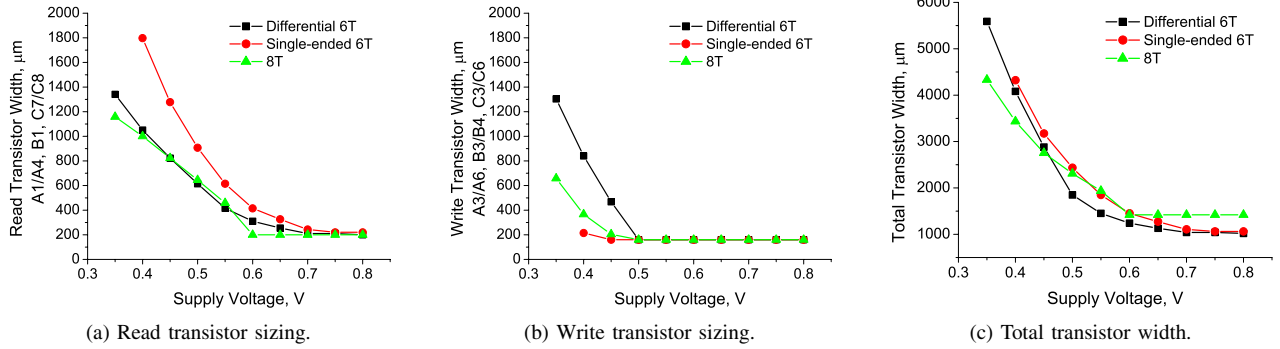 2000
1800
1600
1400
1200
1000
800
600
400
200
0
0.3 0.4 0.5 0.6 0.7 0.8
Read Transistor Width, μm
A1/A4, B1, C7/C8
Supply Voltage, V
Differential 6T
Single-ended 6T
8T
(a) Read transistor sizing.
2000
1800
1600
1400
1200
1000
800
600
400
200
0
0.3 0.4 0.5 0.6 0.7 0.8
Write Transistor Width, μm
A3/A6, B3/B4, C3/C6
Supply Voltage, V
Differential 6T
Single-ended 6T
8T
(b) Write transistor sizing.
6000
5000
4000
3000
2000
1000
0.3 0.4 0.5 0.6 0.7 0.8
Total Transistor Width, μm
Supply Voltage, V
Differential 6T
Single-ended 6T
8T
(c) Total transistor width.